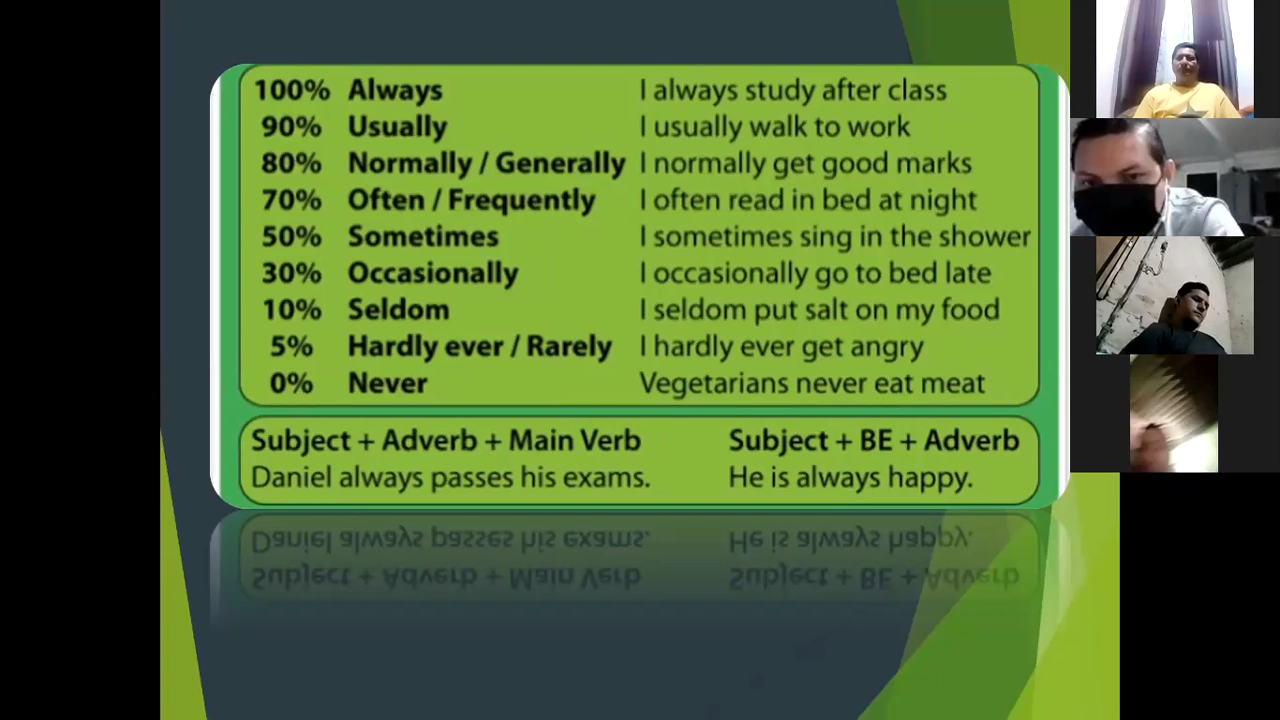 100% Always I always study after class
90% Usually I usually walk to work
80% Normally / Generally I normally get good marks
70% Often / Frequently I often read in bed at night
50% Sometimes I sometimes sing in the shower
30% Occasionally I occasionally go to bed late
10% Seldom I seldom put salt on my food
5% Hardly ever / Rarely I hardly ever get angry
0% Never Vegetarians never eat meat
Subject + Adverb + Main Verb Subject + BE + Adverb
Daniel always passes his exams. He is always happy.